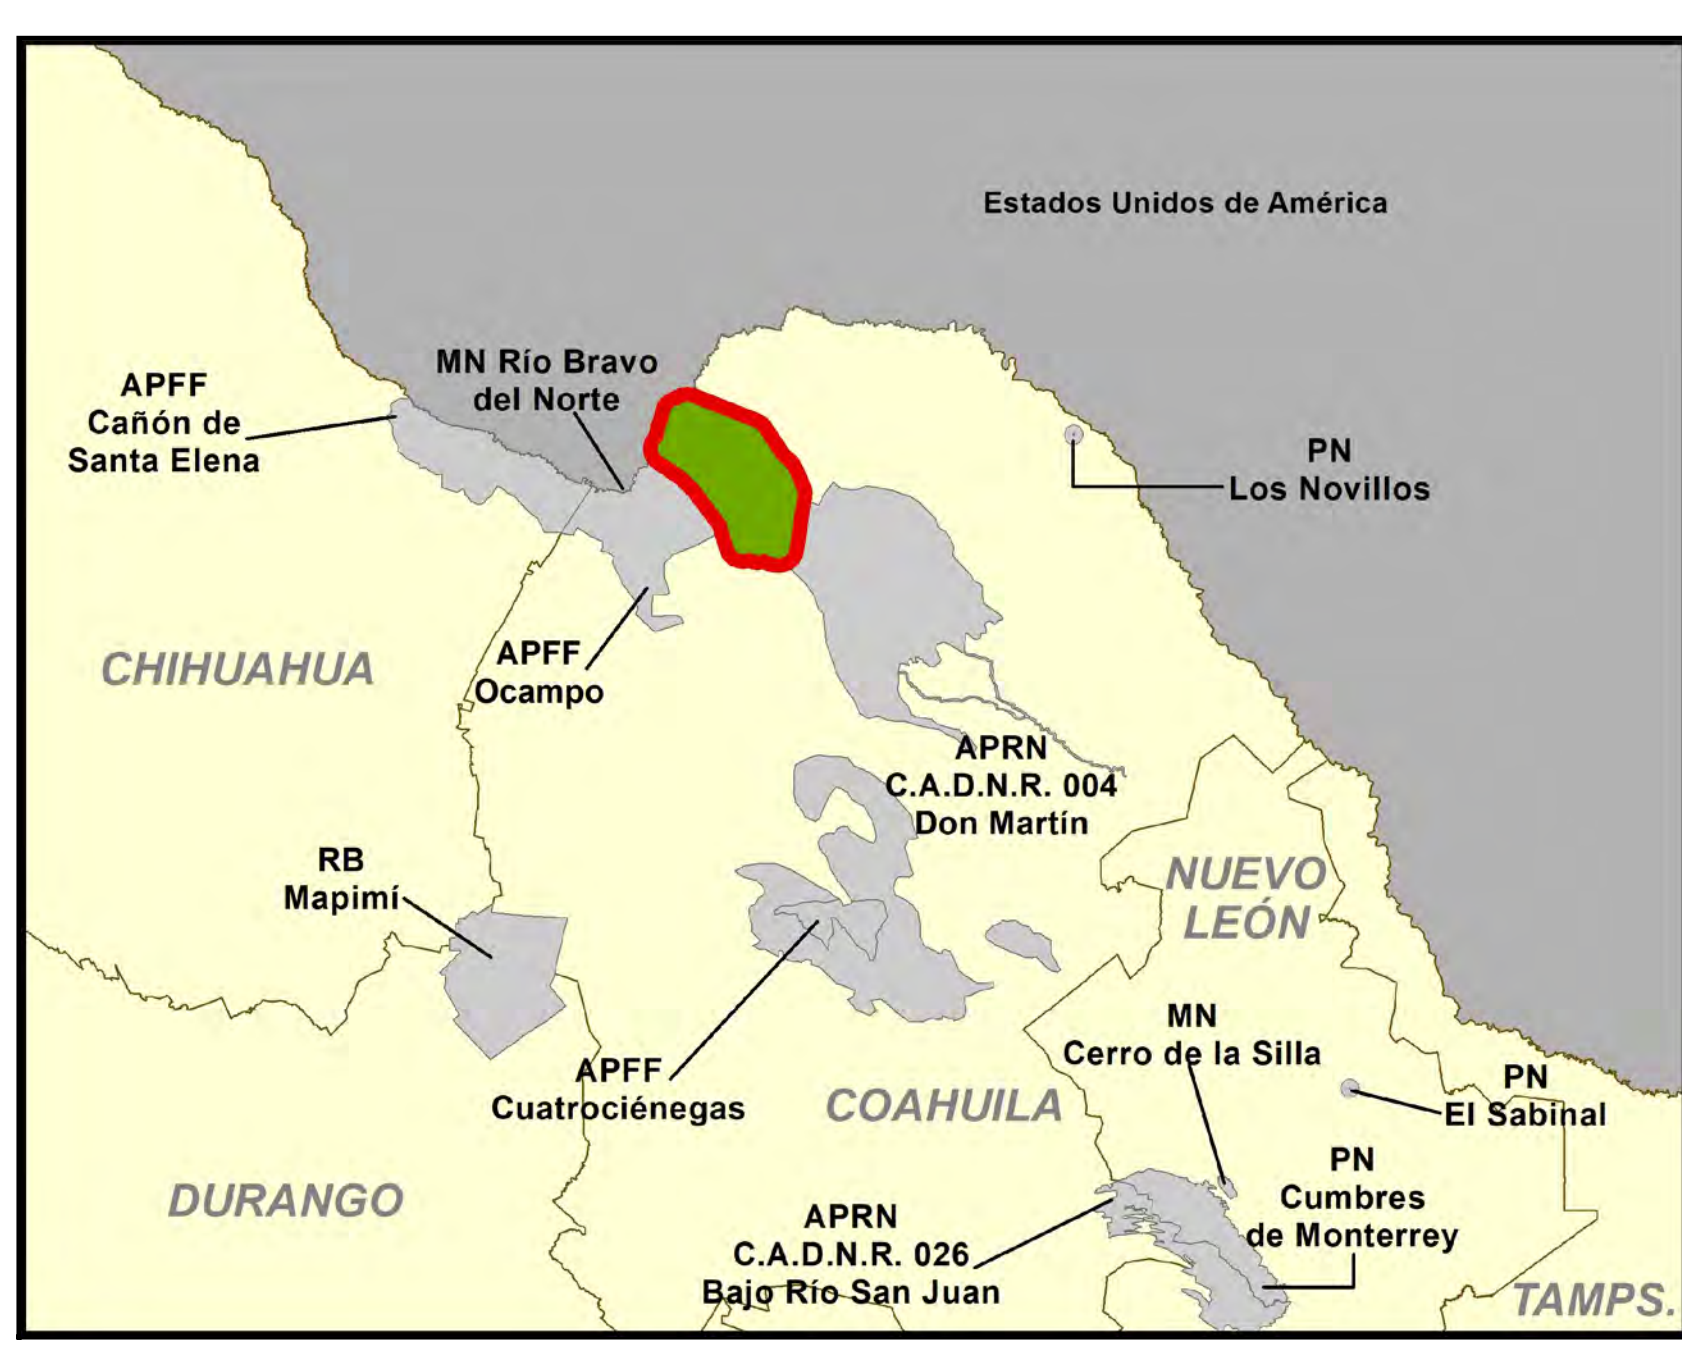 Estados Unidos de América
MN Río Bravo
del Norte
APFF
Cañón de
Santa Elena
PN
Los Novillos
CHIHUAHUA
APFF
Ocampo
APRN
C.A.D.N.R. 004
Don Martín
RB
Mapimí
NUEVO
LEÓN
MN
Cerro de la Silla
APFF
Cuatrociénegas
COAHUILA
PN
El Sabinal
DURANGO
PN
Cumbres
de Monterrey
APRN
C.A.D.N.R. 026
Bajo Río San Juan
TAMPS.